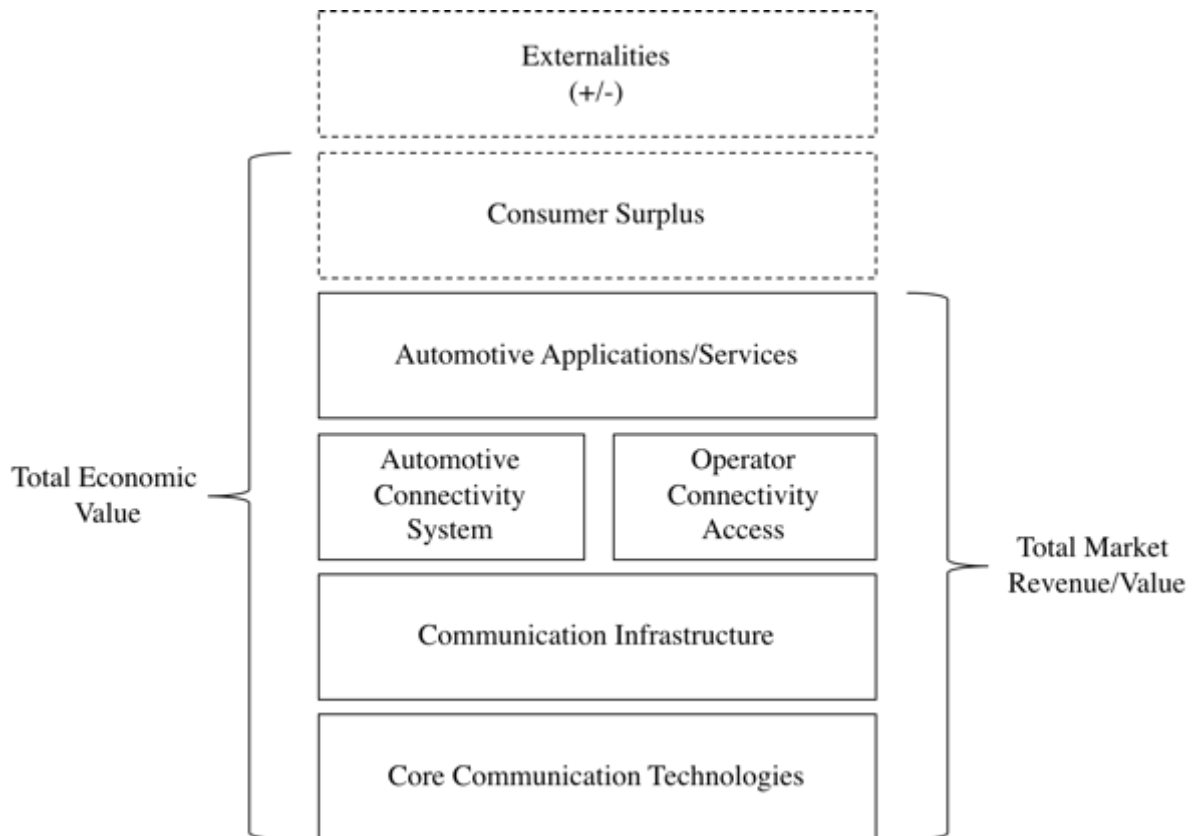 Externalities
(+/-)
Consumer Surplus
Automotive Applications/Services
Automotive
Connectivity
System
Operator
Connectivity
Access
Total Economic
Value
Total Market
Revenue/Value
Communication Infrastructure
Core Communication Technologies